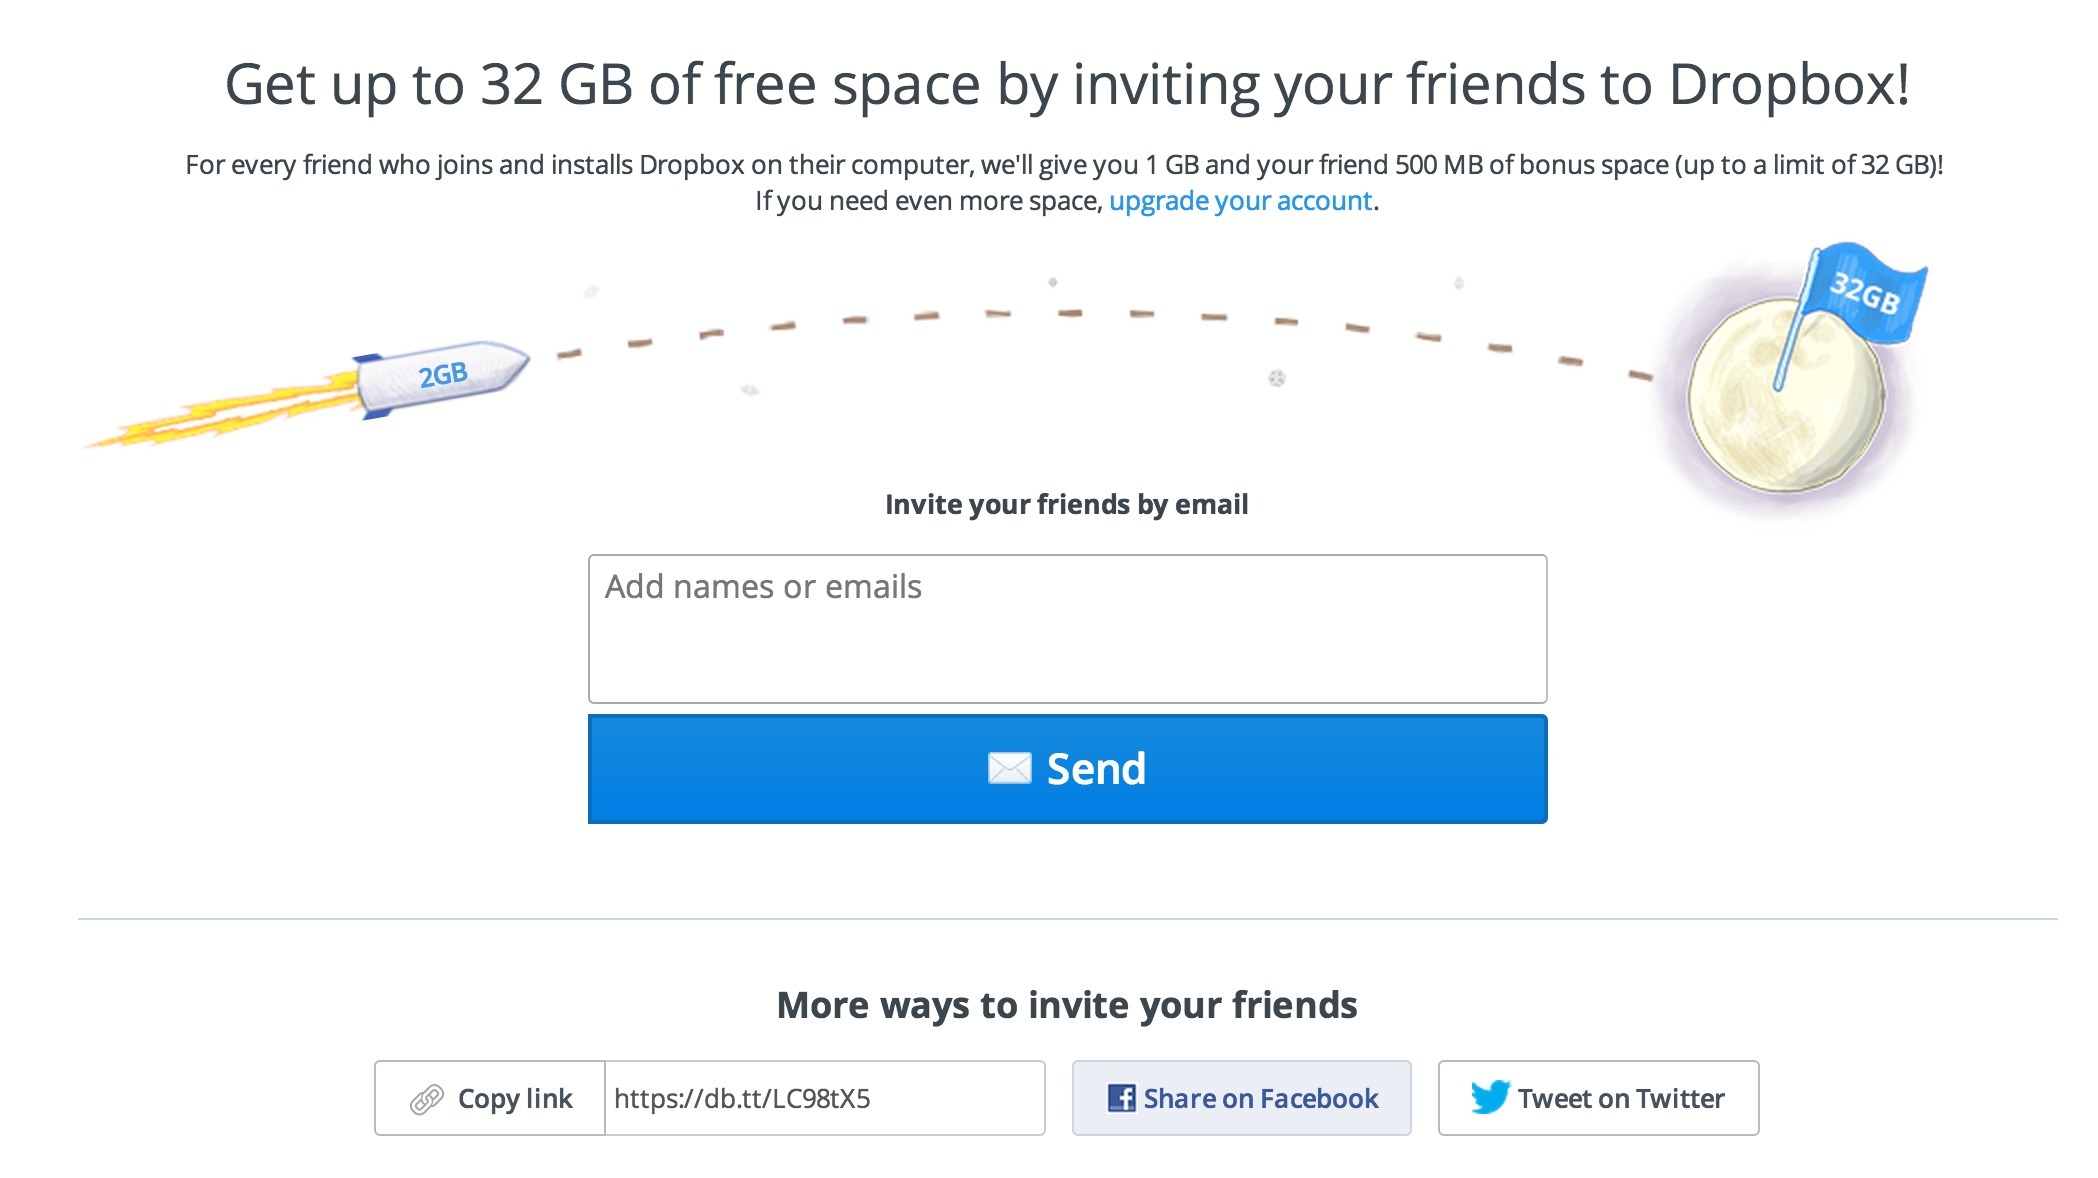 Get up to 32 GB of free space by inviting your friends to Dropbox!
For every friend who joins and installs Dropbox on their computer, we'll give you 1 GB and your friend 500 MB of bonus space (up to a limit of 32 GB)!
If you need even more space, upgrade your account.
32GB
2GB
Invite your friends by email
Add names or emails
Send
More ways to invite your friends
Copy link https://db.tt/LC98tX5 Share on Facebook Tweet on Twitter